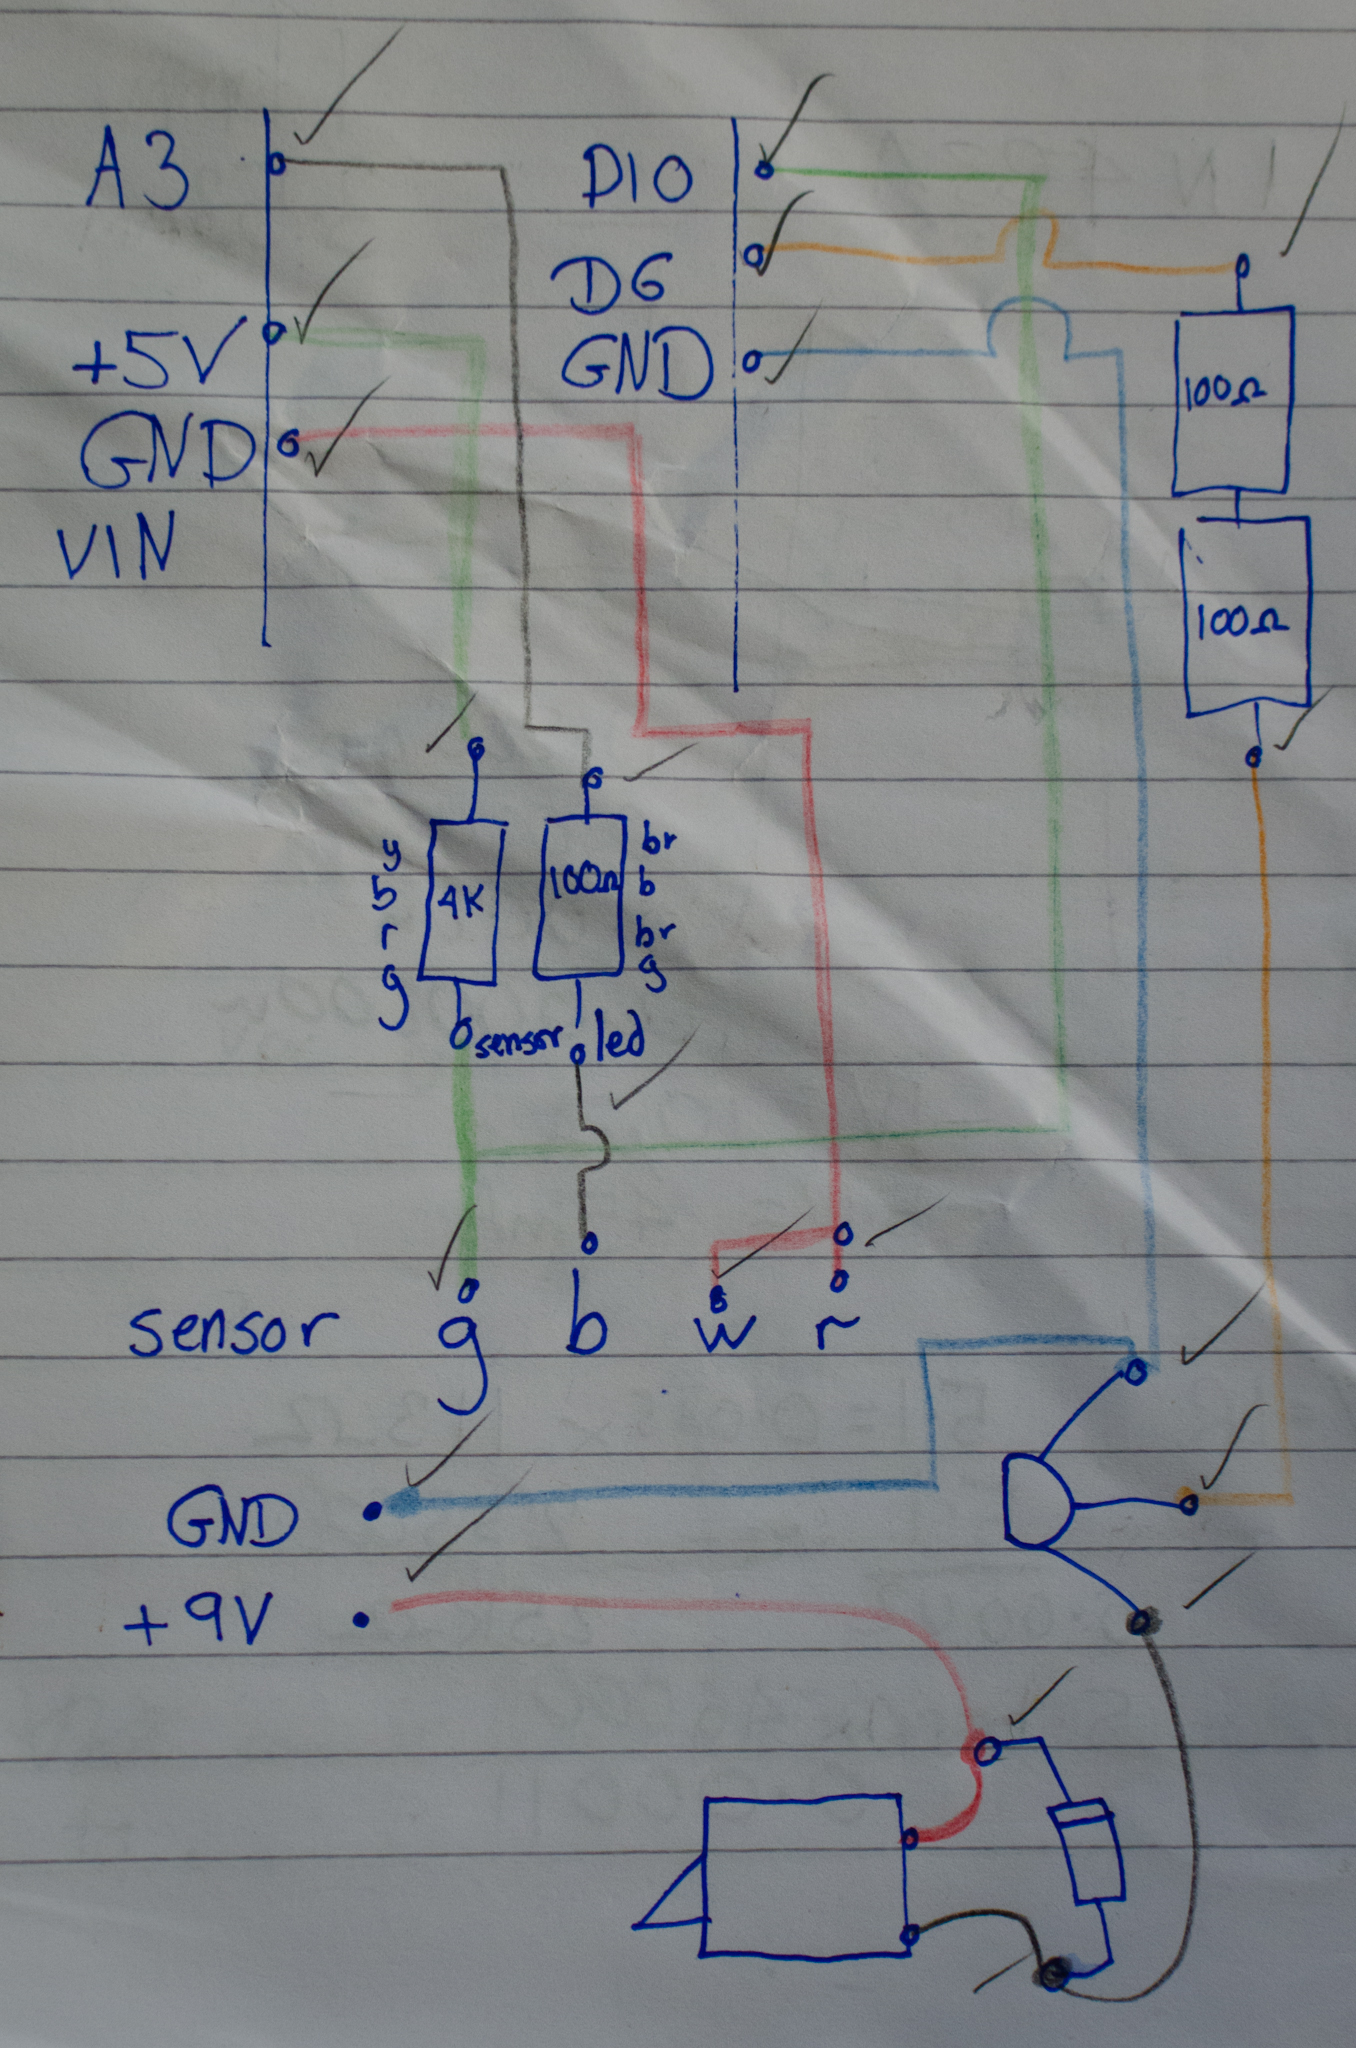 A3
+5V
GND
VIN
D10
D6
GND
100Ω
100Ω
y
b
r
g
4K
100Ω
br
b
br
g
sensor
led
sensor g b w r
GND
+9V